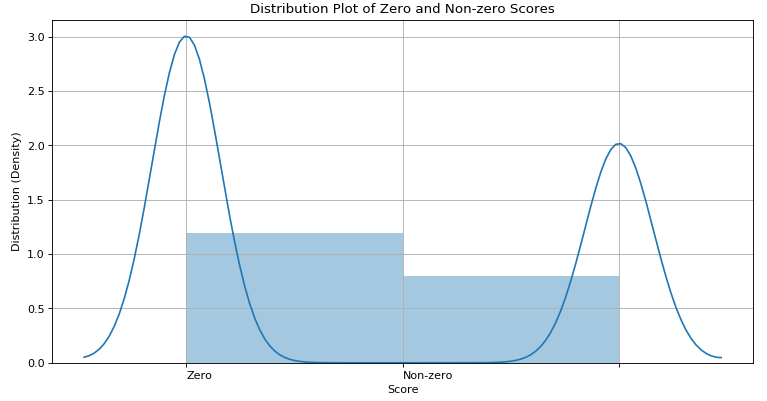 Distribution Plot of Zero and Non-zero Scores
Distribution (Density)
3.0
2.5
2.0
1.5
1.0
0.5
0.0
Zero Non-zero
Score